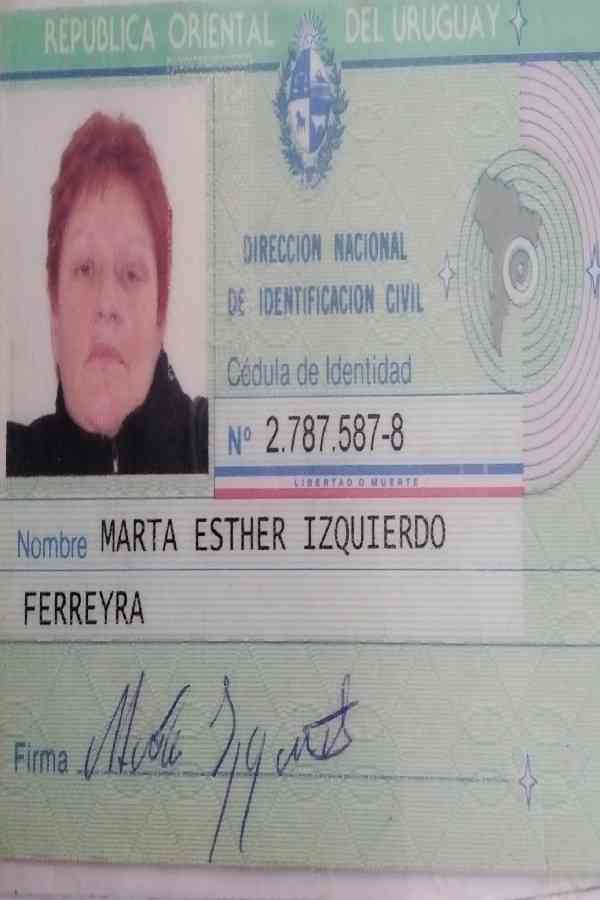 REPUBLICA ORIENTAL DEL URUGUAY
DIRECCION NACIONAL
DE IDENTIFICACION CIVIL
Cédula de Identidad
Nº 2.787.587-8
LIBERTAD O MUERTE
Nombre MARTA ESTHER IZQUIERDO
FERREYRA
Firma